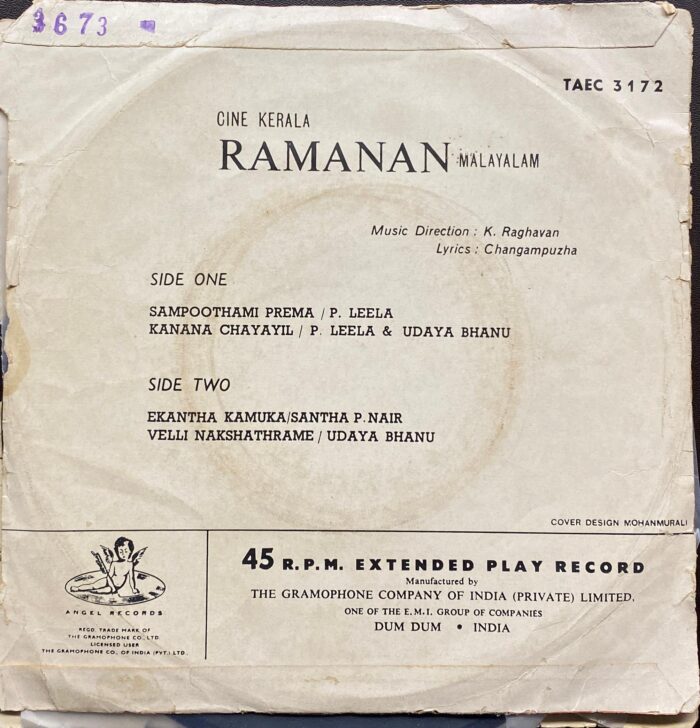 3673
TAEC 3172
CINE KERALA
RAMANAN MALAYALAM
Music Direction : K. Raghavan
Lyrics : Changampuzha
SIDE ONE
SAMPOOTHAMI PREMA / P. LEELA
KANANA CHAYAYIL / P. LEELA & UDAYA BHANU
SIDE TWO
EKANTHA KAMUKA/SANTHA P. NAIR
VELLI NAKSHATHRAME / UDAYA BHANU
COVER DESIGN MOHANMURALI
ANGEL RECORDS
REGD. TRADE MARK OF
THE GRAMOPHONE CO., LTD.
LICENSED USER
THE GRAMOPHONE CO., OF INDIA (PVT.) LTD.
45 R.P.M. EXTENDED PLAY RECORD
Manufactured by
THE GRAMOPHONE COMPANY OF INDIA (PRIVATE) LIMITED,
ONE OF THE E.M.I. GROUP OF COMPANIES
DUM DUM • INDIA